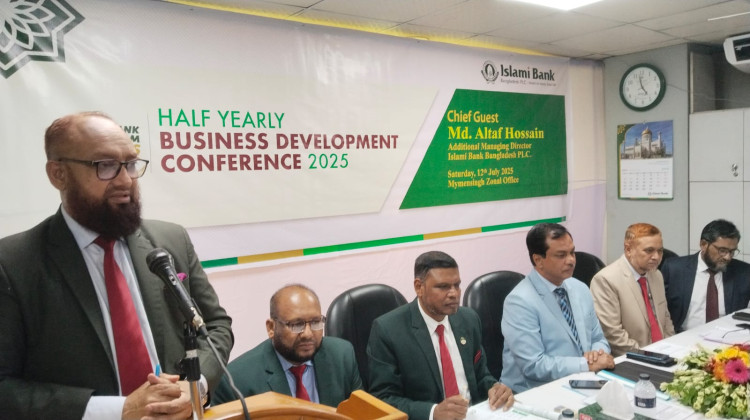 HALF YEARLY
BUSINESS DEVELOPMENT
CONFERENCE 2025
Islami Bank
Chief Guest
Md. Altaf Hossain
Additional Managing Director
Islami Bank Bangladesh P.L.C.
Saturday, 12th July 2025
Mymensingh Zonal Office